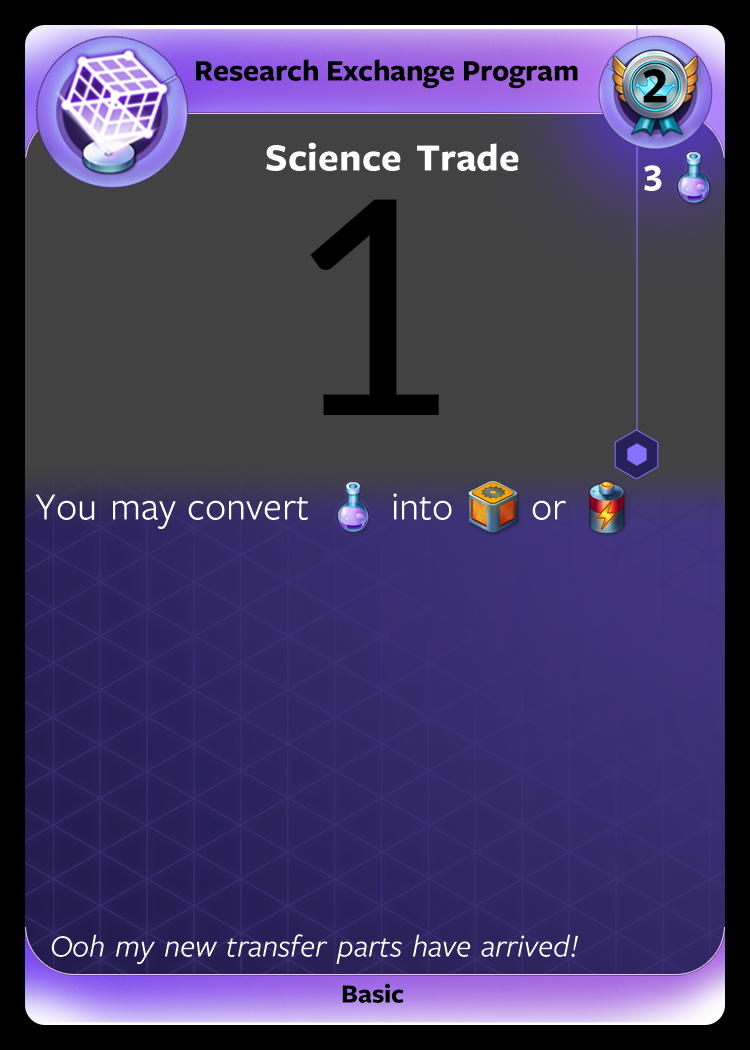 Research Exchange Program
2
Science Trade
3
1
You may convert into or
Ooh my new transfer parts have arrived!
Basic